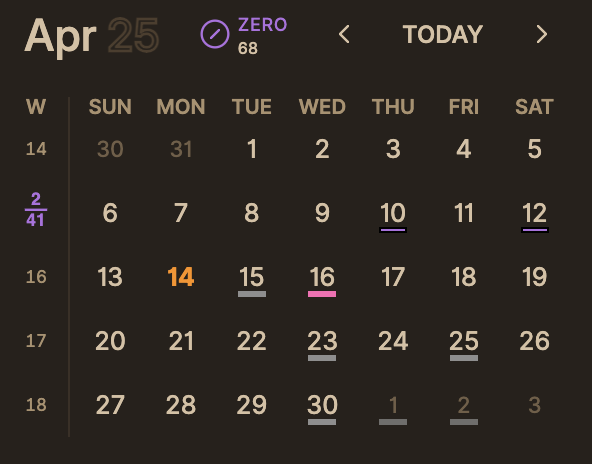 Apr 25 ZERO 68 < TODAY >
W SUN MON TUE WED THU FRI SAT
14 30 31 1 2 3 4 5
2/41 6 7 8 9 10 11 12
16 13 14 15 16 17 18 19
17 20 21 22 23 24 25 26
18 27 28 29 30 1 2 3